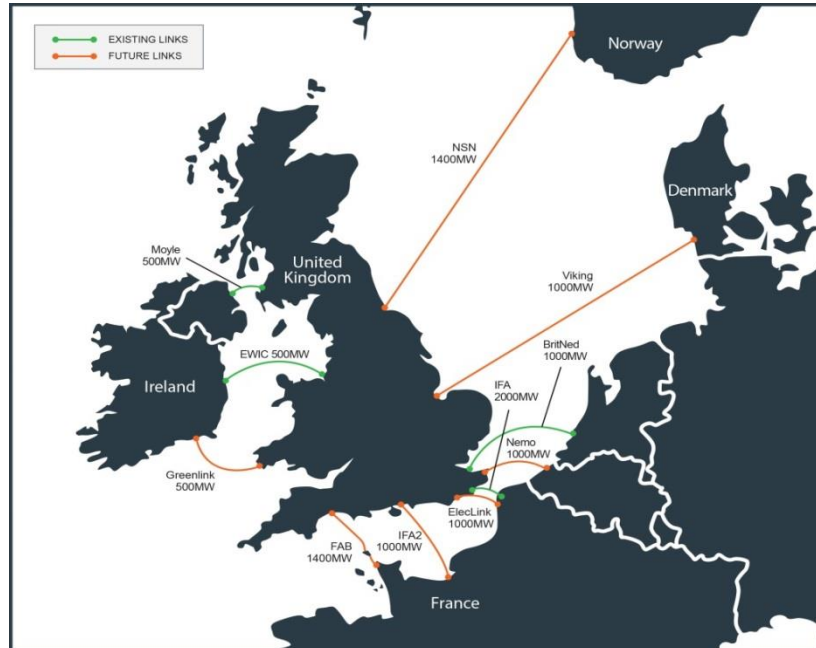 EXISTING LINKS
FUTURE LINKS
Norway
NSN
1400MW
Denmark
Moyle
500MW
United
Kingdom
Viking
1000MW
BritNed
1000MW
EWIC 500MW
IFA
2000MW
Ireland
Nemo
1000MW
Greenlink
500MW
ElecLink
1000MW
IFA2
1000MW
FAB
1400MW
France